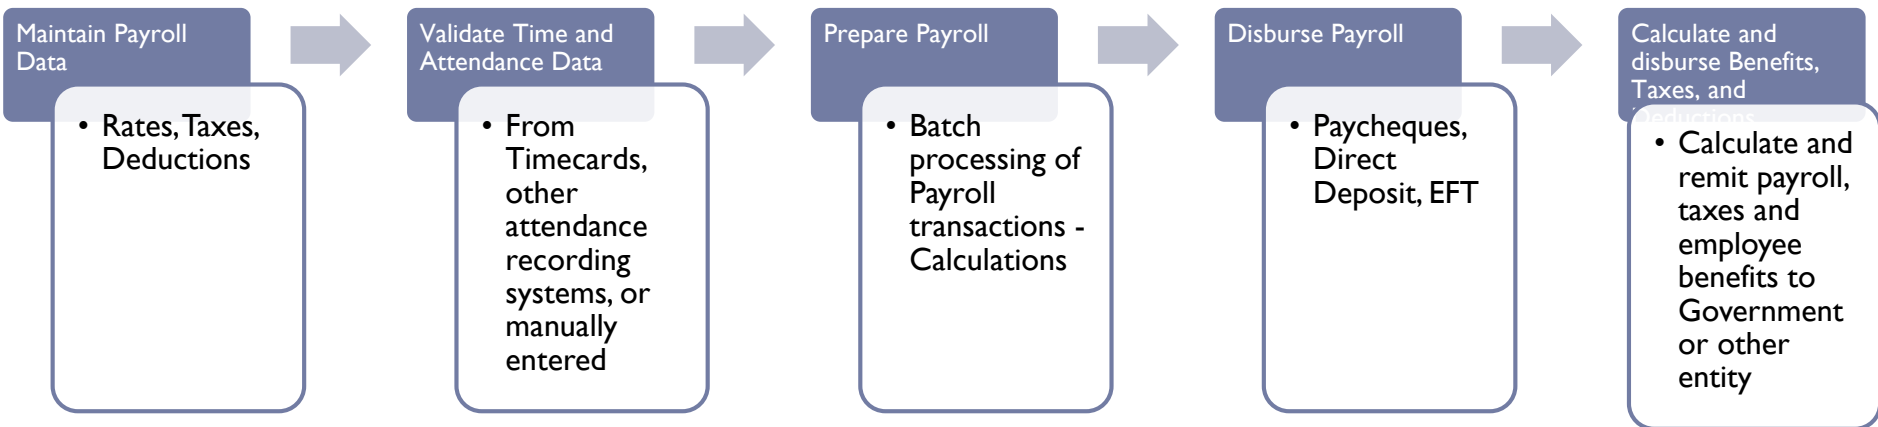 Maintain Payroll
Data
• Rates, Taxes,
Deductions
Validate Time and
Attendance Data
• From
Timecards,
other
attendance
recording
systems, or
manually
entered
Prepare Payroll
• Batch
processing of
Payroll
transactions -
Calculations
Disburse Payroll
• Paycheques,
Direct
Deposit, EFT
Calculate and
disburse Benefits,
Taxes, and
Deductions
• Calculate and
remit payroll,
taxes and
employee
benefits to
Government
or other
entity